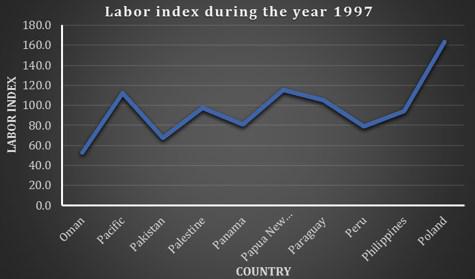 Labor index during the year 1997
180.0
160.0
140.0
120.0
100.0
80.0
60.0
40.0
20.0
0.0
LABOR INDEX
Oman
Pacific
Pakistan
Palestine
Panama
Papua New...
Paraguay
Peru
Philippines
Poland
COUNTRY